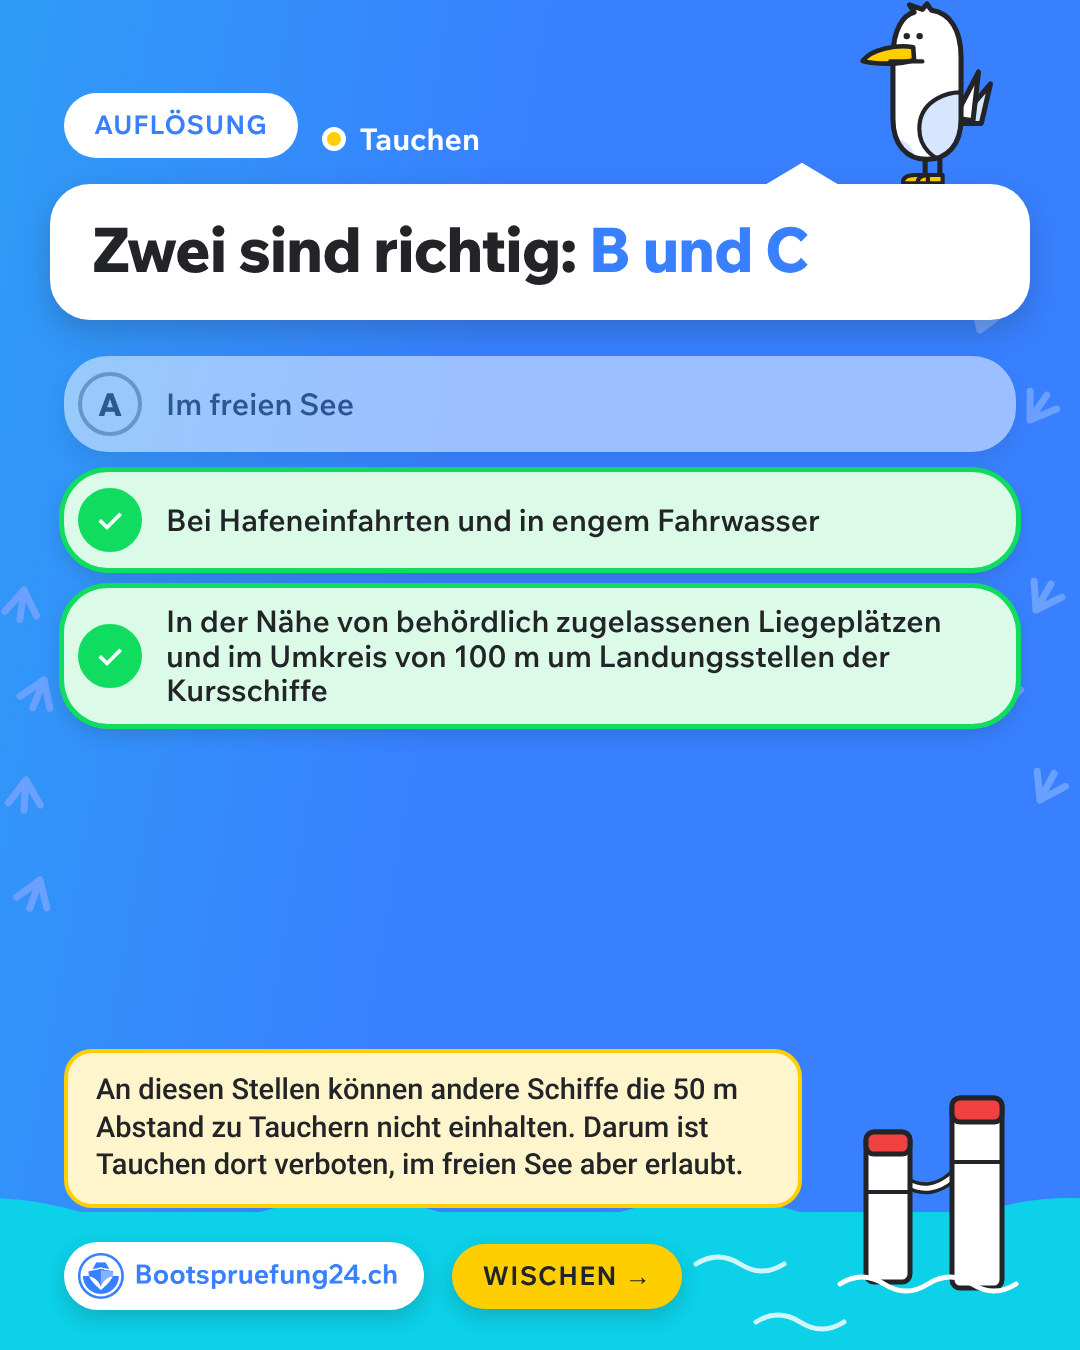 AUFLÖSUNG
Tauchen
Zwei sind richtig: B und C
A
Im freien See
Bei Hafeneinfahrten und in engem Fahrwasser
In der Nähe von behördlich zugelassenen Liegeplätzen
und im Umkreis von 100 m um Landungsstellen der
Kursschiffe
An diesen Stellen können andere Schiffe die 50 m
Abstand zu Tauchern nicht einhalten. Darum ist
Tauchen dort verboten, im freien See aber erlaubt.
Bootspruefung24.ch
WISCHEN →